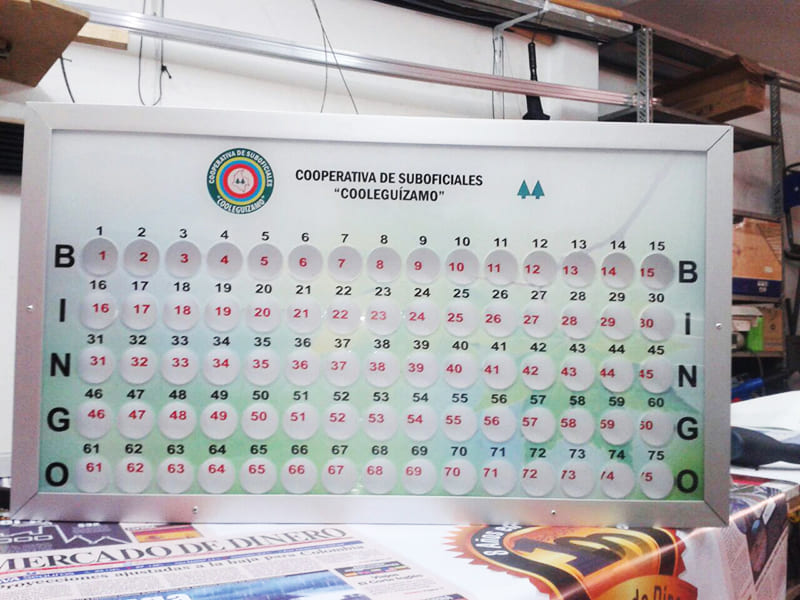 COOPERATIVA DE SUBOFICIALES
"COOLEGUÍZAMO"
COOPERATIVA DE SUBOFICIALES
“COOLEGUÍZAMO”
1 2 3 4 5 6 7 8 9 10 11 12 13 14 15
B 1 2 3 4 5 6 7 8 9 10 11 12 13 14 15 B
16 17 18 19 20 21 22 23 24 25 26 27 28 29 30
I 16 17 18 19 20 21 22 23 24 25 26 27 28 29 30 i
31 32 33 34 35 36 37 38 39 40 41 42 43 44 45
N 31 32 33 34 35 36 37 38 39 40 41 42 43 44 45 N
46 47 48 49 50 51 52 53 54 55 56 57 58 59 60
G 46 47 48 49 50 51 52 53 54 55 56 57 58 59 60 G
61 62 63 64 65 66 67 68 69 70 71 72 73 74 75
O 61 62 63 64 65 66 67 68 69 70 71 72 73 74 75 O
MERCADO DE DINERO
Proyecciones ajustadas a la baja para Colombia